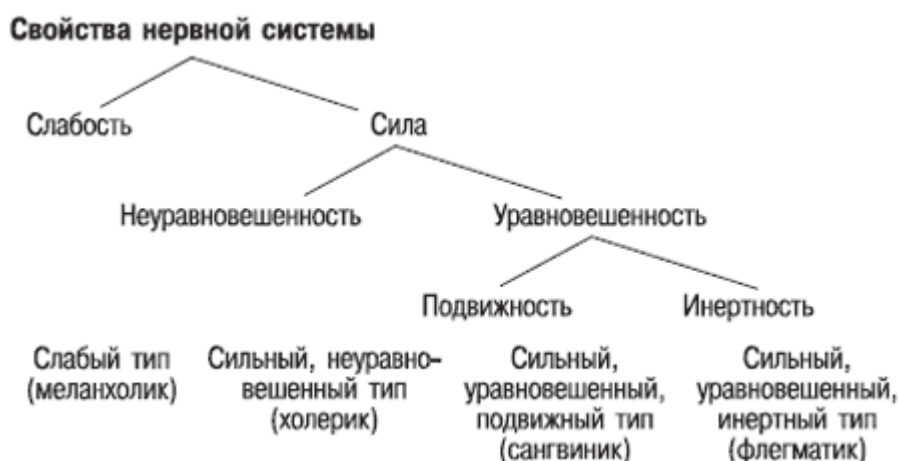 Свойства нервной системы
Слабость
Сила
Неуравновешенность
Уравновешенность
Подвижность
Инертность
Слабый тип
(меланхолик)
Сильный, неуравно–
вешенный тип
(холерик)
Сильный,
уравновешенный,
подвижный тип
(сангвиник)
Сильный,
уравновешенный,
инертный тип
(флегматик)